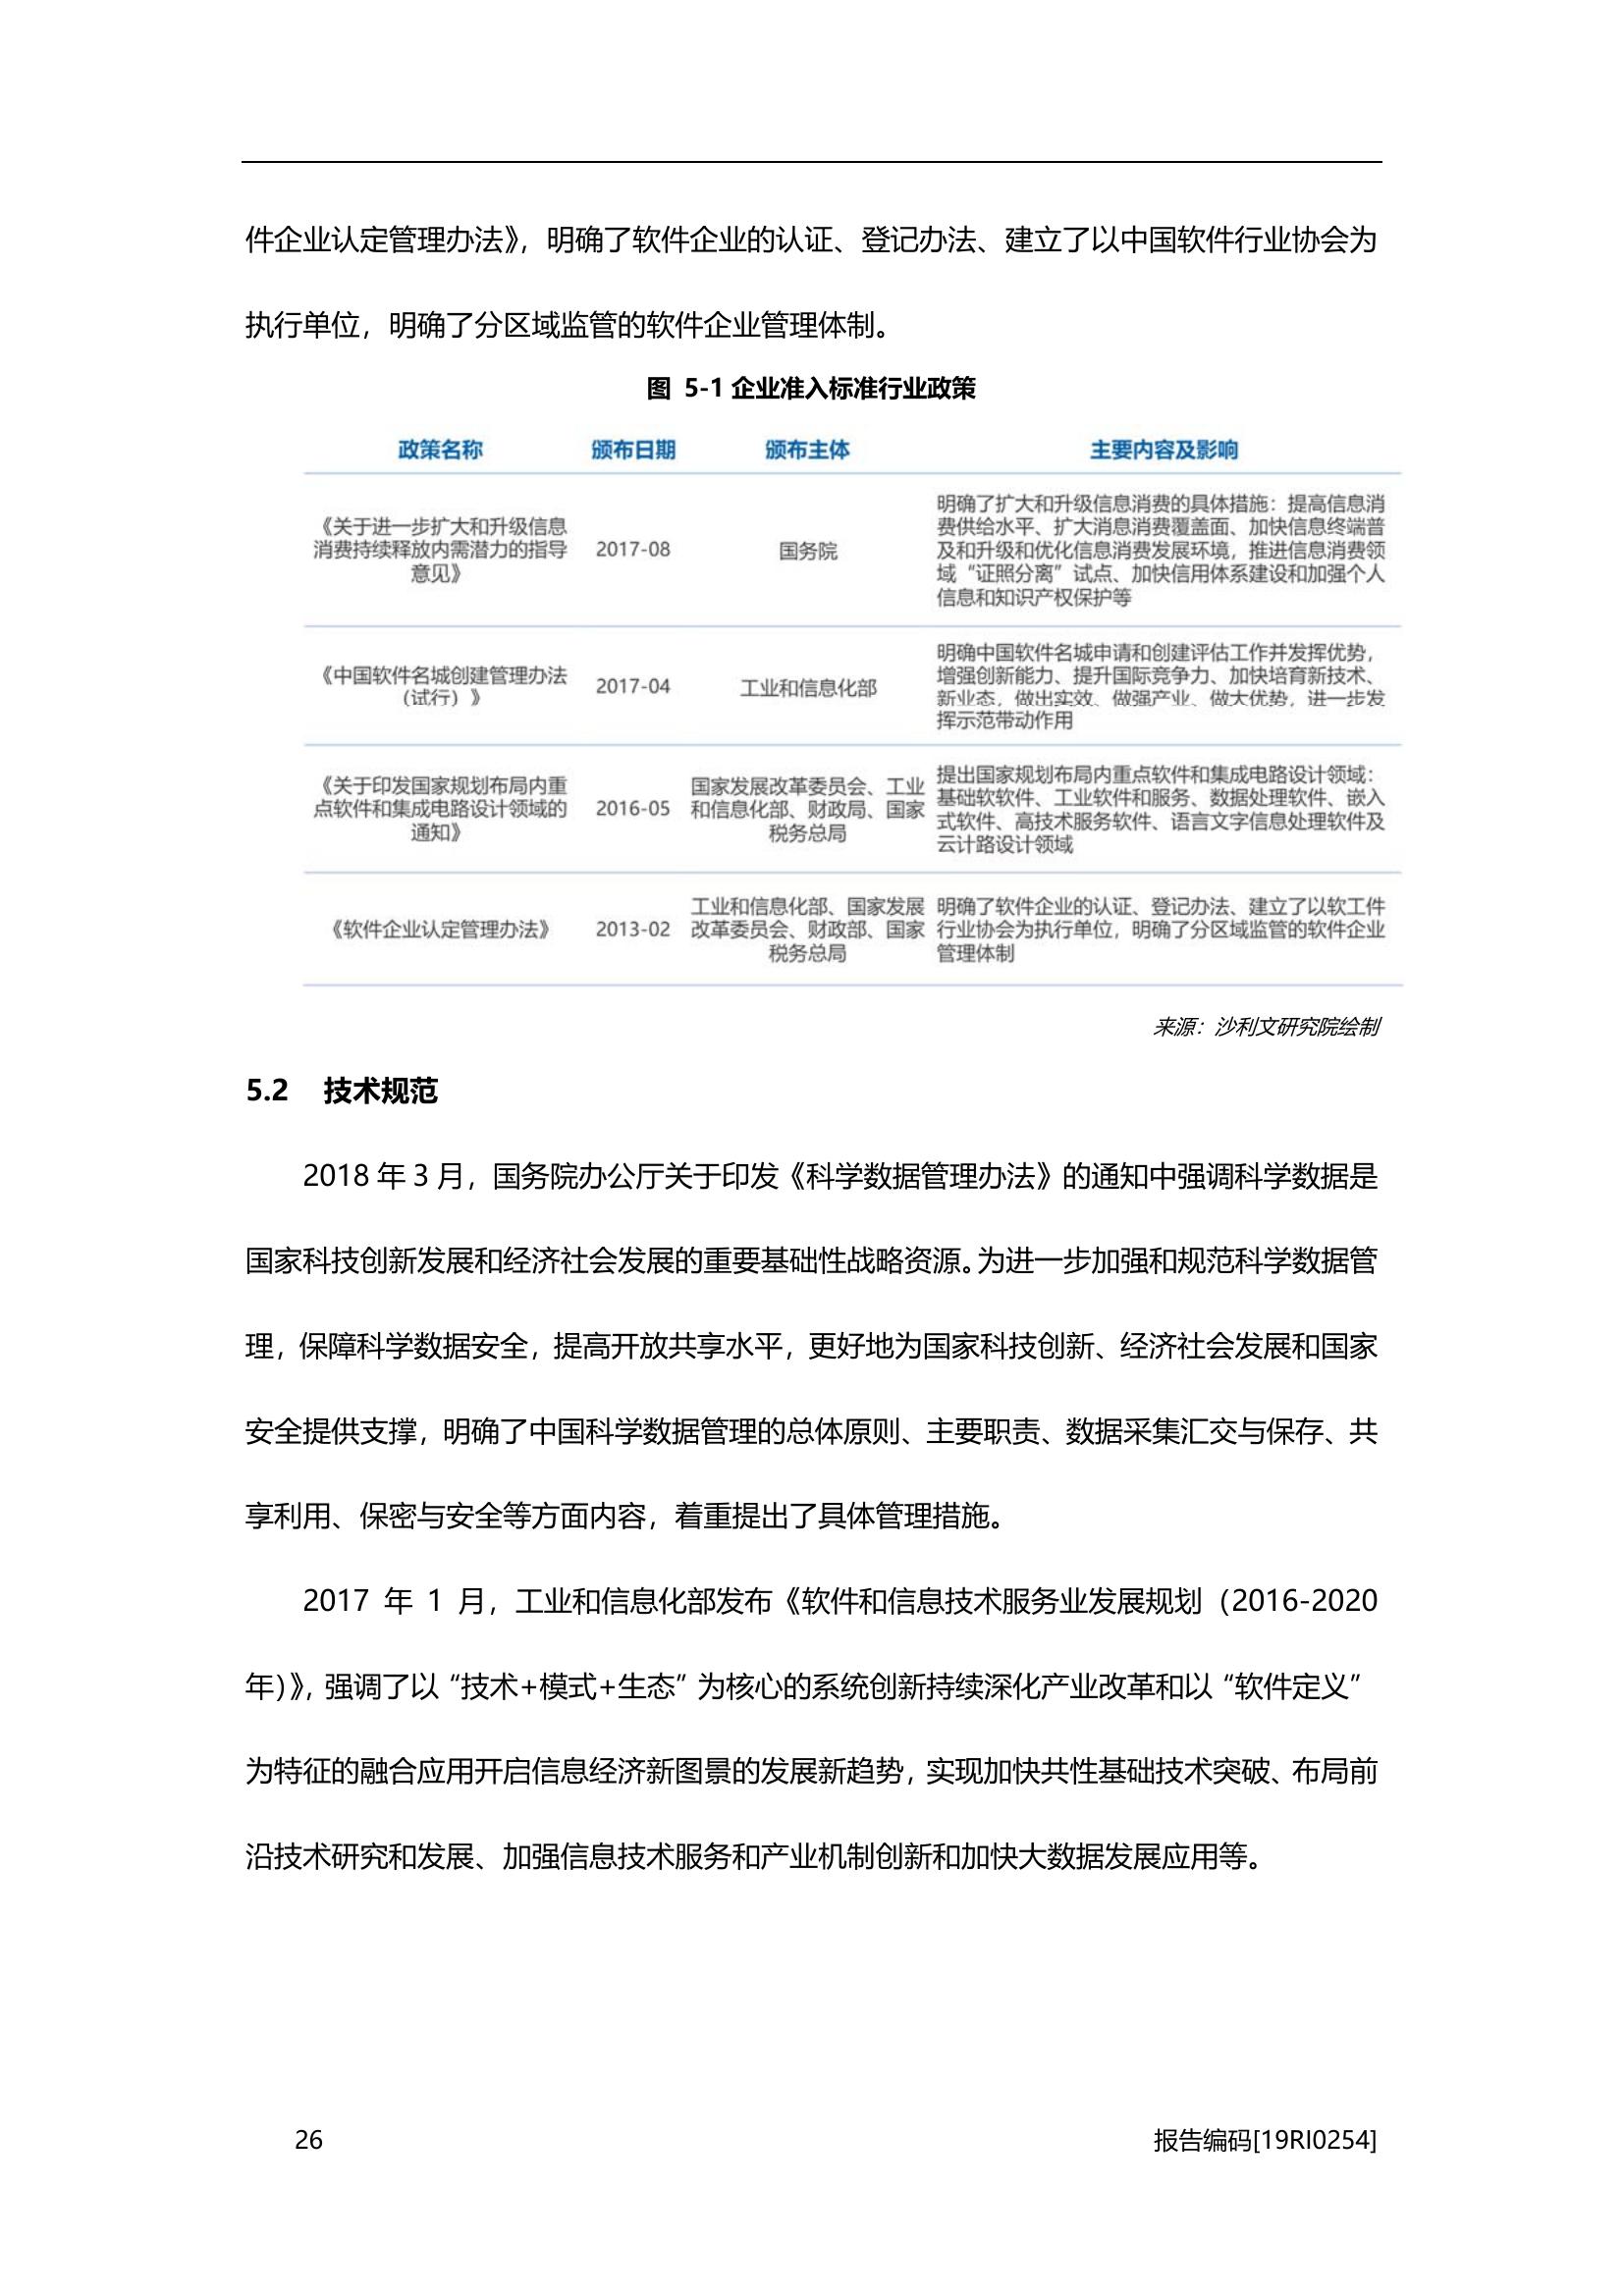 件企业认定管理办法》，明确了软件企业的认证、登记办法、建立了以中国软件行业协会为
执行单位，明确了分区域监管的软件企业管理体制。
图 5-1 企业准入标准行业政策
政策名称 颁布日期 颁布主体 主要内容及影响
《关于进一步扩大和升级信息
消费持续释放内需潜力的指导
意见》
2017-08
国务院
明确了扩大和升级信息消费的具体措施：提高信息消
费供给水平、扩大消息消费覆盖面、加快信息终端普
及和升级和优化信息消费发展环境，推进信息消费领
域“证照分离”试点、加快信用体系建设和加强个人
信息和知识产权保护等
《中国软件名城创建管理办法
（试行）》
2017-04
工业和信息化部
明确中国软件名城申请和创建评估工作并发挥优势，
增强创新能力、提升国际竞争力、加快培育新技术、
新业态，做出实效、做强产业、做大优势，进一步发
挥示范带动作用
《关于印发国家规划布局内重
点软件和集成电路设计领域的
通知》
2016-05
国家发展改革委员会、工业
和信息化部、财政局、国家
税务总局
提出国家规划布局内重点软件和集成电路设计领域：
基础软软件、工业软件和服务、数据处理软件、嵌入
式软件、高技术服务软件、语言文字信息处理软件及
云计路设计领域
《软件企业认定管理办法》
2013-02
工业和信息化部、国家发展
改革委员会、财政部、国家
税务总局
明确了软件企业的认证、登记办法、建立了以软工件
行业协会为执行单位，明确了分区域监管的软件企业
管理体制
来源：沙利文研究院绘制
5.2 技术规范
2018 年 3 月，国务院办公厅关于印发《科学数据管理办法》的通知中强调科学数据是
国家科技创新发展和经济社会发展的重要基础性战略资源。为进一步加强和规范科学数据管
理，保障科学数据安全，提高开放共享水平，更好地为国家科技创新、经济社会发展和国家
安全提供支撑，明确了中国科学数据管理的总体原则、主要职责、数据采集汇交与保存、共
享利用、保密与安全等方面内容，着重提出了具体管理措施。
2017 年 1 月，工业和信息化部发布《软件和信息技术服务业发展规划（2016-2020
年)》，强调了以“技术+模式+生态”为核心的系统创新持续深化产业改革和以“软件定义”
为特征的融合应用开启信息经济新图景的发展新趋势，实现加快共性基础技术突破、布局前
沿技术研究和发展、加强信息技术服务和产业机制创新和加快大数据发展应用等。
26 报告编码[19RI0254]